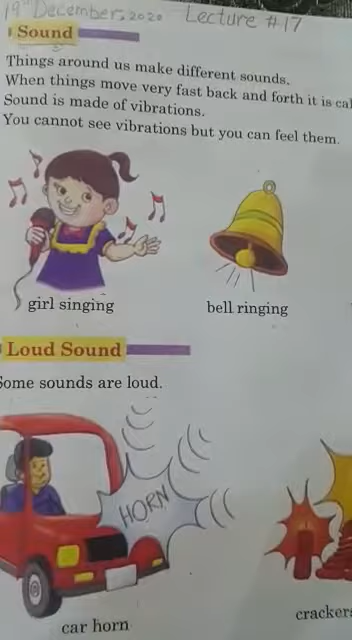 19th December, 2020 Lecture #17
Sound
Things around us make different sounds.
When things move very fast back and forth it is
Sound is made of vibrations.
You cannot see vibrations but you can feel them.
girl singing
bell ringing
Loud Sound
Some sounds are loud.
HORN
car horn